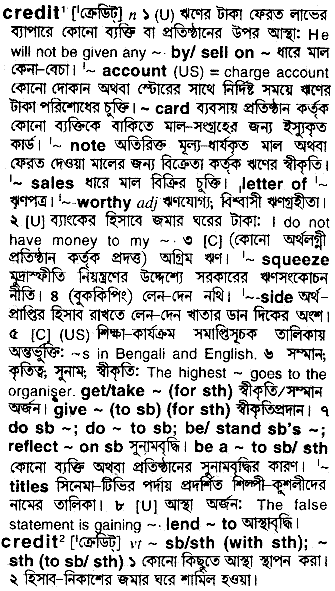 credit¹ [ˈক্রেডিট্] n ১ (U) ঋণের টাকা ফেরত লাভের
ব্যাপারে কোনো ব্যক্তি বা প্রতিষ্ঠানের উপর আস্থা: He
will not be given any ~. by/ sell on ~ ধারে মাল
কেনা-বেচা। ˈ~ account (US) = charge account
কোনো দোকান অথবা স্টোরের সাথে নির্দিষ্ট সময়ে ঋণের
টাকা পরিশোধের চুক্তি। ~ card ব্যবসায় প্রতিষ্ঠান কর্তৃক
কোনো ব্যক্তিকে বাকিতে মাল-সংগ্রহের জন্য ইস্যুকৃত
কার্ড। ˈ~ note অতিরিক্ত মূল্য-ধার্যকৃত মাল অথবা
ফেরত দেওয়া মালের জন্য বিক্রেতা কর্তৃক ঋণের স্বীকৃতি।
ˈ~ sales ধারে মাল বিক্রির চুক্তি। ˌletter of ˈ~
ঋণপত্র। ˈ~-worthy adj ঋণযোগ্য, বিশ্বাসী ঋণগ্রহীতা।
২ [U] ব্যাংকের হিসাবে জমার ঘরের টাকা: I do not
have money to my ~. ৩ [C] (কোনো অর্থলগ্নী
প্রতিষ্ঠান কর্তৃক প্রদত্ত) অগ্রিম ঋণ। ˈ~ squeeze
মুদ্রাস্ফীতি নিয়ন্ত্রণের উদ্দেশ্যে সরকারের ঋণসংকোচন
নীতি। ৪ (বুককিপিং) লেন-দেন নথি। ˈ~-side অর্থ-
প্রাপ্তির হিসাব রাখতে লেন-দেন খাতার ডান দিকের অংশ।
৫ [C] (US) শিক্ষা-কার্যক্রম সমাপ্তিসূচক তালিকায়
অন্তর্ভুক্তি: ~s in Bengali and English. ৬ সম্মান;
কৃতিত্ব; সুনাম; স্বীকৃতি: The highest ~ goes to the
organiser. get/take ~ (for sth) স্বীকৃতি/সম্মান
অর্জন। give ~ (to sb) (for sth) স্বীকৃতিপ্রদান। ৭
do sb ~; do ~ to sb; be/ stand sb's ~;
reflect ~ on sb সুনামবৃদ্ধি। be a ~ to sb/ sth
কোনো ব্যক্তি অথবা প্রতিষ্ঠানের সুনামবৃদ্ধির কারণ। ˈ~
titles সিনেমা-টিভির পর্দায় প্রদর্শিত শিল্পী-কুশলীদের
নামের তালিকা। ৮ [U] আস্থা অর্জন: The false
statement is gaining ~. lend ~ to আস্থাবৃদ্ধি।
credit² [ˈক্রেডিট্] vt ~ sb/sth (with sth); ~
sth (to sb/ sth) ১ কোনো কিছুতে আস্থা স্থাপন করা।
২ হিসাব-নিকাশের জমার ঘরে শামিল হওয়া।